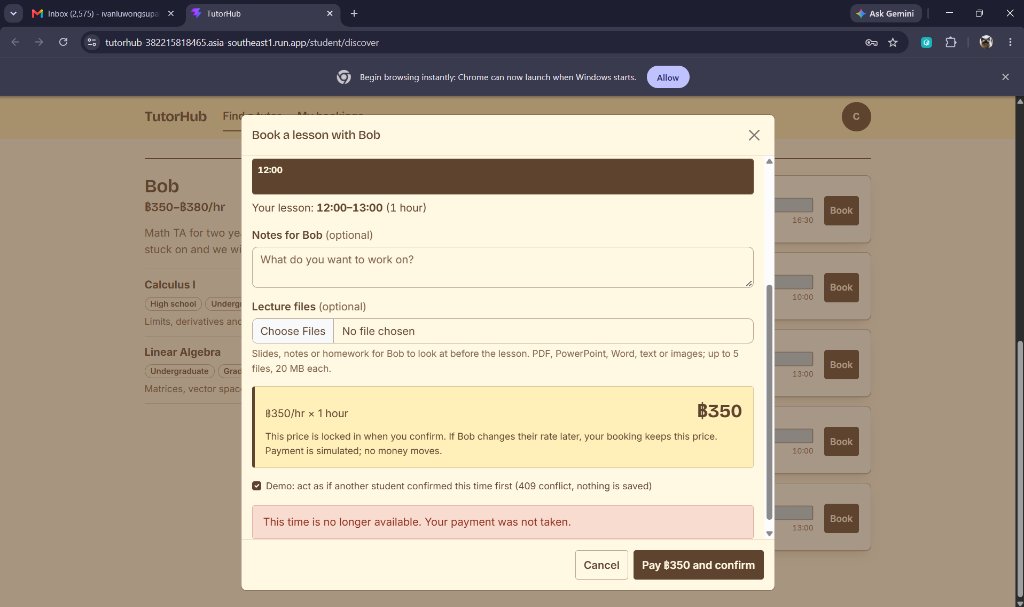 Inbox (2,575) - ivanluwongsupa
TutorHub
Ask Gemini
tutorhub-382215818465.asia-southeast1.run.app/student/discover
Begin browsing instantly: Chrome can now launch when Windows starts.
Allow
TutorHub
C
Book a lesson with Bob
12:00
Your lesson: 12:00–13:00 (1 hour)
Notes for Bob (optional)
What do you want to work on?
Lecture files (optional)
Choose Files No file chosen
Slides, notes or homework for Bob to look at before the lesson. PDF, PowerPoint, Word, text or images; up to 5
files, 20 MB each.
฿350/hr × 1 hour
฿350
This price is locked in when you confirm. If Bob changes their rate later, your booking keeps this price.
Payment is simulated; no money moves.
Demo: act as if another student confirmed this time first (409 conflict, nothing is saved)
This time is no longer available. Your payment was not taken.
Cancel
Pay ฿350 and confirm
Bob
฿350–฿380/hr
Math TA for two
stuck on and we
Calculus I
High school
Limits, derivatives and
Linear Algebra
Undergraduate
Matrices, vector
16:30
Book
10:00
Book
13:00
Book
10:00
Book
13:00
Book